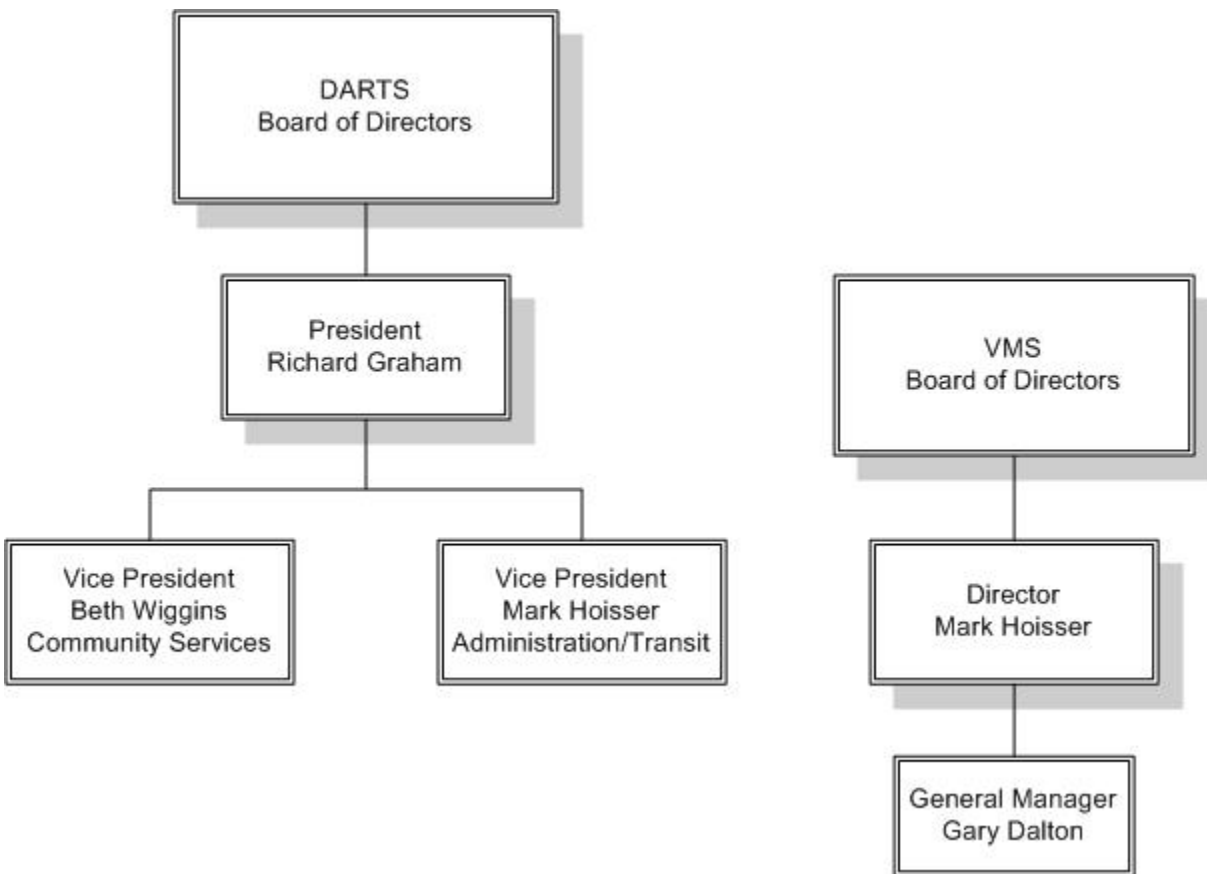 DARTS
Board of Directors
President
Richard Graham
VMS
Board of Directors
Vice President
Beth Wiggins
Community Services
Vice President
Mark Hoisser
Administration/Transit
Director
Mark Hoisser
General Manager
Gary Dalton